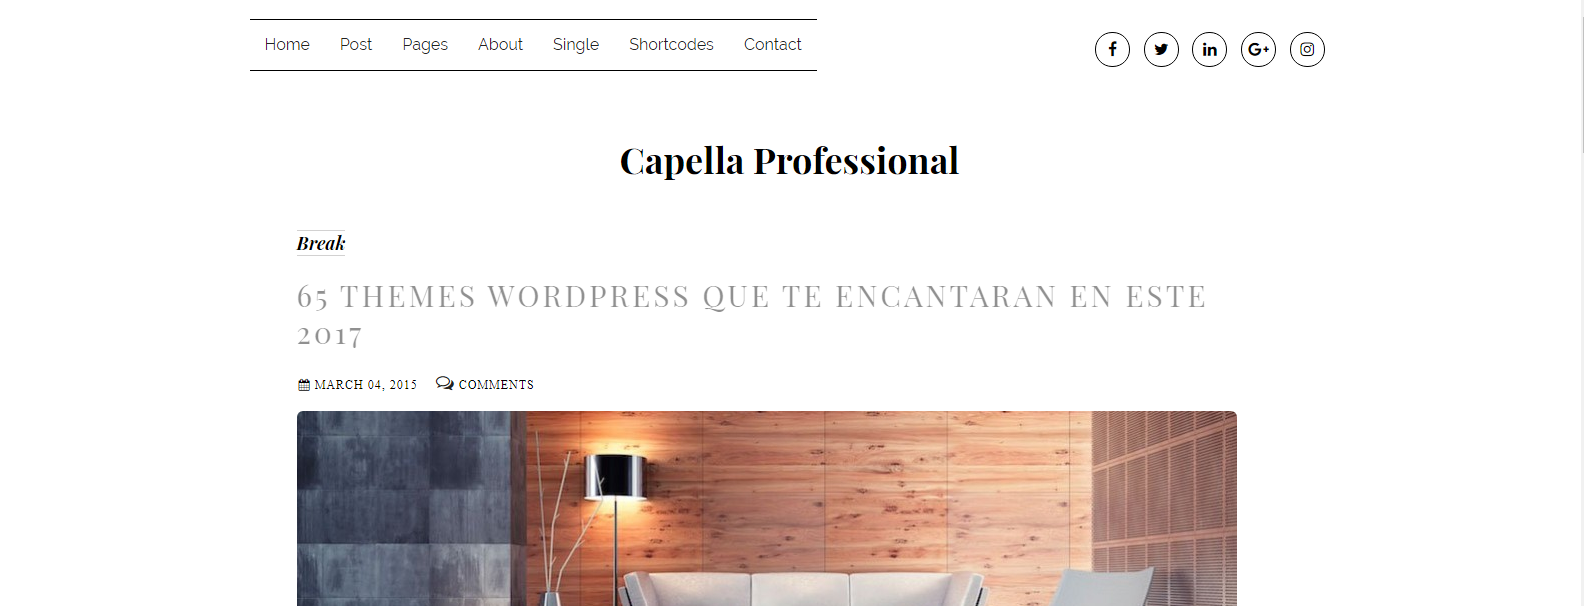 Home Post Pages About Single Shortcodes Contact
Capella Professional
Break
65 THEMES WORDPRESS QUE TE ENCANTARAN EN ESTE
2017
MARCH 04, 2015 COMMENTS